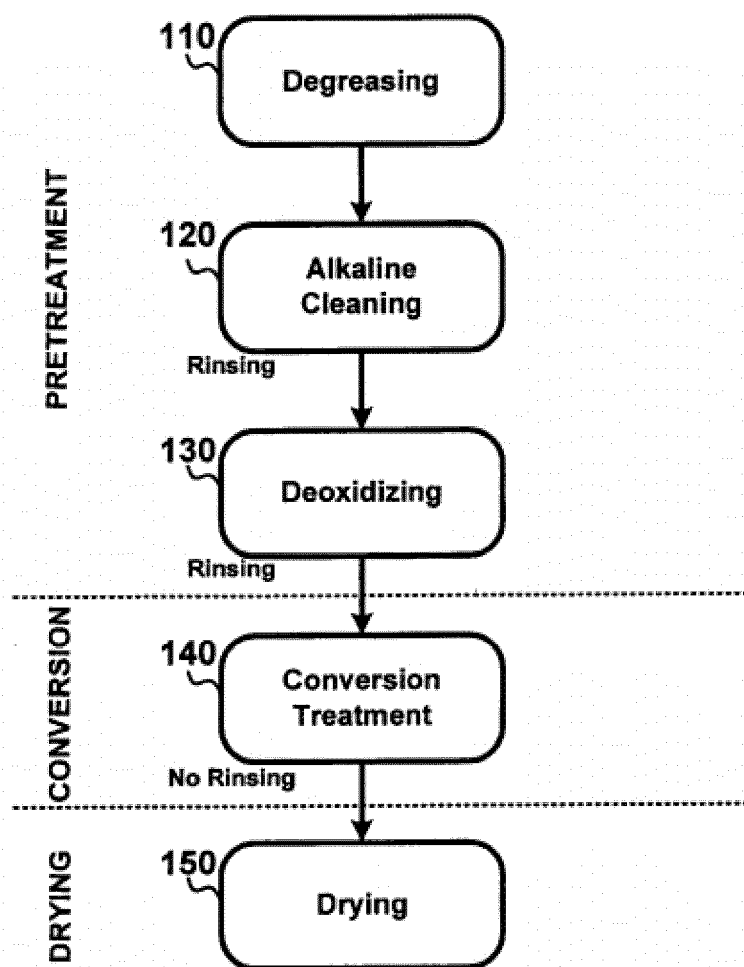 110
Degreasing
PRETREATMENT
120
Alkaline
Cleaning
Rinsing
130
Deoxidizing
Rinsing
CONVERSION
140
Conversion
Treatment
No Rinsing
DRYING
150
Drying